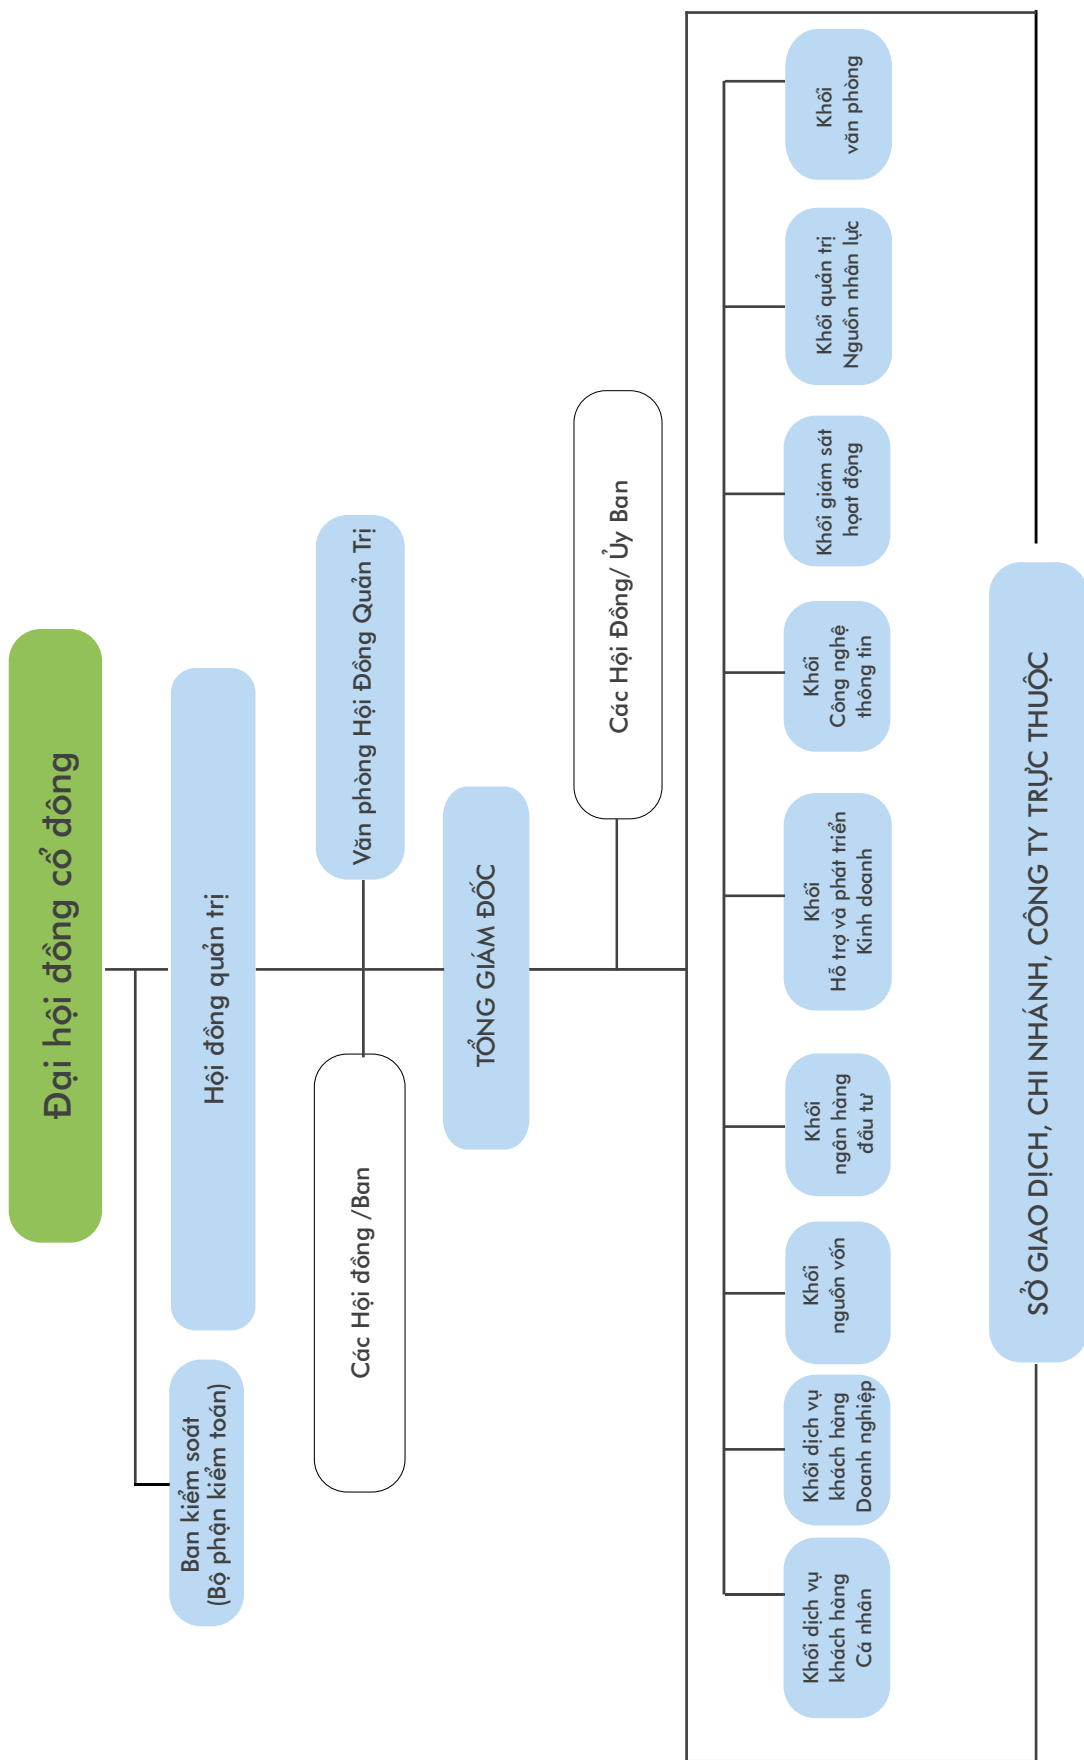 Đại hội đồng cổ đông
Ban kiểm soát
(Bộ phận kiểm toán)
Hội đồng quản trị
Các Hội đồng /Ban
Văn phòng Hội Đồng Quản Trị
TỔNG GIÁM ĐỐC
Các Hội Đồng/ Ủy Ban
Khối dịch vụ
khách hàng
Cá nhân
Khối dịch vụ
khách hàng
Doanh nghiệp
Khối
nguồn vốn
Khối
ngân hàng
đầu tư
Khối
Hỗ trợ và phát triển
Kinh doanh
Khối
Công nghệ
thông tin
Khối giám sát
hoạt động
Khối quản trị
Nguồn nhân lực
Khối
văn phòng
SỞ GIAO DỊCH, CHI NHÁNH, CÔNG TY TRỰC THUỘC